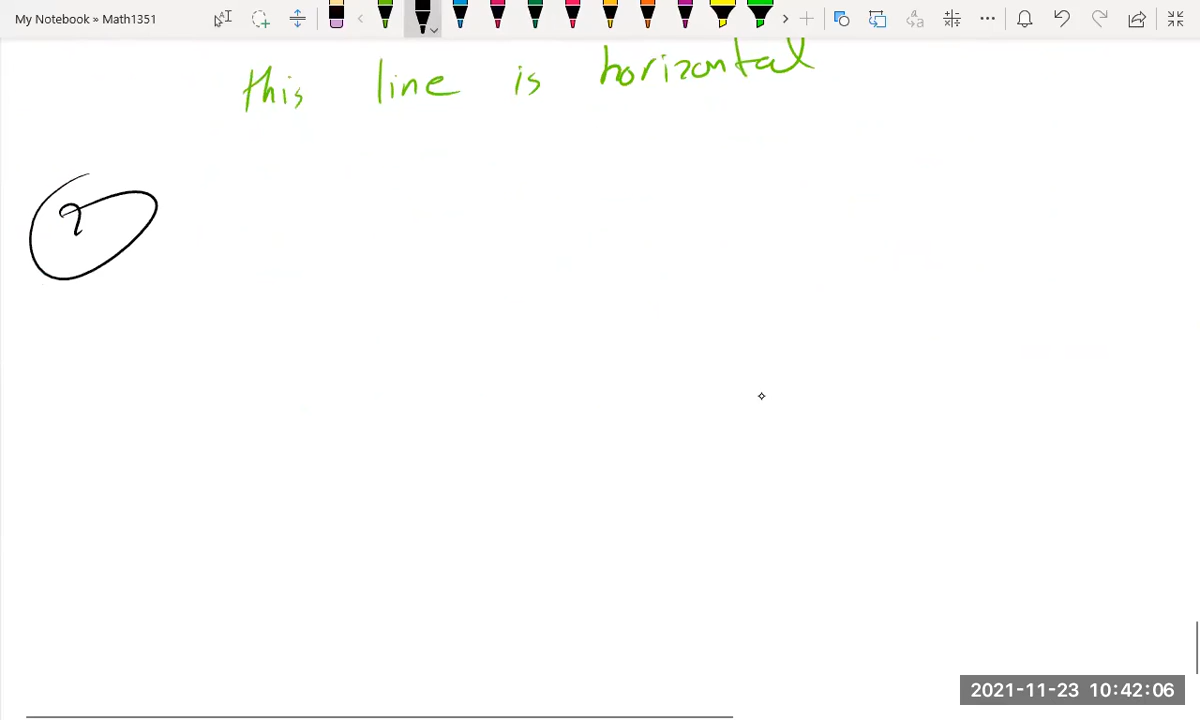 My Notebook » Math1351
this line is horizontal
2
2021-11-23 10:42:06